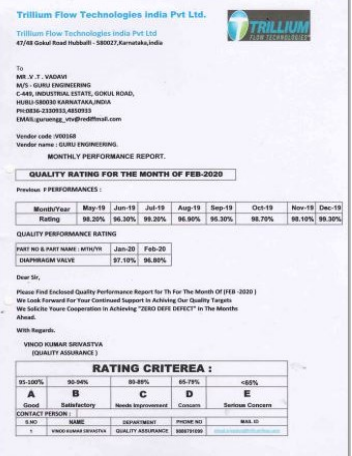 Trillium Flow Technologies india Pvt Ltd.
TRILLIUM
FLOW TECHNOLOGIES
Trillium Flow Technologies india Pvt Ltd
47/48 Gokul Road Hubballi - 580027,Karnataka,india
To
MR .V .T . VADAVI
M/S - GURU ENGINEERING
C-449, INDUSTRIAL ESTATE, GOKUL ROAD,
HUBLI-580030 KARNATAKA,INDIA
PH:0836-2330933,4850933
EMAIL:guruengg_vtv@rediffmail.com
Vendor code :V00168
Vendor name : GURU ENGINEERING.
MONTHLY PERFORMANCE REPORT.
QUALITY RATING FOR THE MONTH OF FEB-2020
Previous # PERFORMANCES :
Month/Year May-19 Jun-19 Jul-19 Aug-19 Sep-19 Oct-19 Nov-19 Dec-19
Rating 98.20% 96.30% 99.20% 96.90% 95.30% 98.70% 98.10% 99.30%
QUALITY PERFORMANCE RATING
PART NO & PART NAME : MTH/YR Jan-20 Feb-20
DIAPHRAGM VALVE 97.10% 96.80%
Dear Sir,
Please Find Enclosed Quality Performance Report for Th For The Month Of (FEB -2020 )
We Look Forward For Your Continued Support In Achieving Our Quality Targets
We Solicite Youre Cooperation In Achieving "ZERO DEFE DEFECT" In The Months
Ahead.
With Regards.
VINOD KUMAR SRIVASTVA
(QUALITY ASSURANCE )
RATING CRITEREA :
95-100% 90-94% 80-89% 65-79% <65%
A B C D E
Good Satisfactory Needs Improvement Concern Serious Concern
CONTACT PERSON :
S.NO NAME DEPARTMENT PHONE NO MAIL ID
1 VINOD KUMAR SRIVASTVA QUALITY ASSURANCE